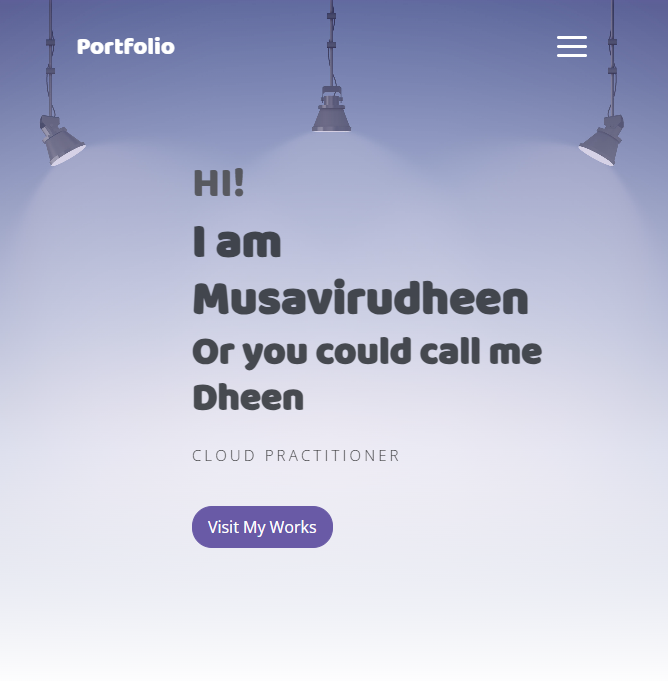 Portfolio
HI!
I am
Musavirudheen
Or you could call me
Dheen
CLOUD PRACTITIONER
Visit My Works